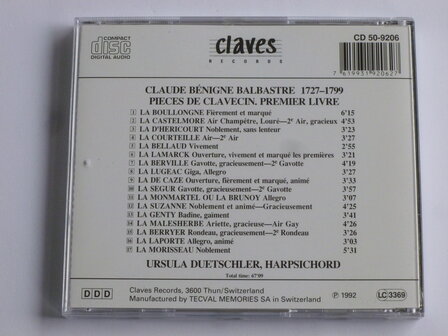 COMPACT
disc
DIGITAL AUDIO
claves
RECORDS
CD 50-9206
7619931920627
CLAUDE BÉNIGNE BALBASTRE 1727–1799
PIECES DE CLAVECIN. PREMIER LIVRE
1 LA BOULLONGNE Fièrement et marqué 6'15
2 LA CASTELMORE Air Champêtre, Louré—2e Air, gracieux 4'53
3 LA D'HERICOURT Noblement, sans lenteur 3'23
4 LA COURTEILLE Air—2e Air 3'27
5 LA BELLAUD Vivement 2'55
6 LA LAMARCK Ouverture, vivement et marqué les premières 3'21
7 LA BERVILLE Gavotte, gracieusement—2e Gavotte 4'19
8 LA LUGEAC Giga, Allegro 3'27
9 LA DE CAZE Ouverture, fièrement et marqué, animé 3'33
10 LA SEGUR Gavotte, gracieusement—2e Gavotte 3'57
11 LA MONMARTEL OU LA BRUNOY Allegro 3'27
12 LA SUZANNE Noblement et animé—Gracieusement 4'25
13 LA GENTY Badine, gaiment 3'41
14 LA MALESHERBE Ariette, gracieuse—Air Gay 4'26
15 LA BERRYER Rondeau, gracieusement—2e Rondeau 3'26
16 LA LAPORTE Allegro, animé 3'03
17 LA MORISSEAU Noblement 5'31
URSULA DUETSCHLER, HARPSICHORD
Total time: 67'09
DDD
Claves Records, 3600 Thun/Switzerland
Manufactured by TECVAL MEMORIES SA in Switzerland
℗ 1992
LC 3369